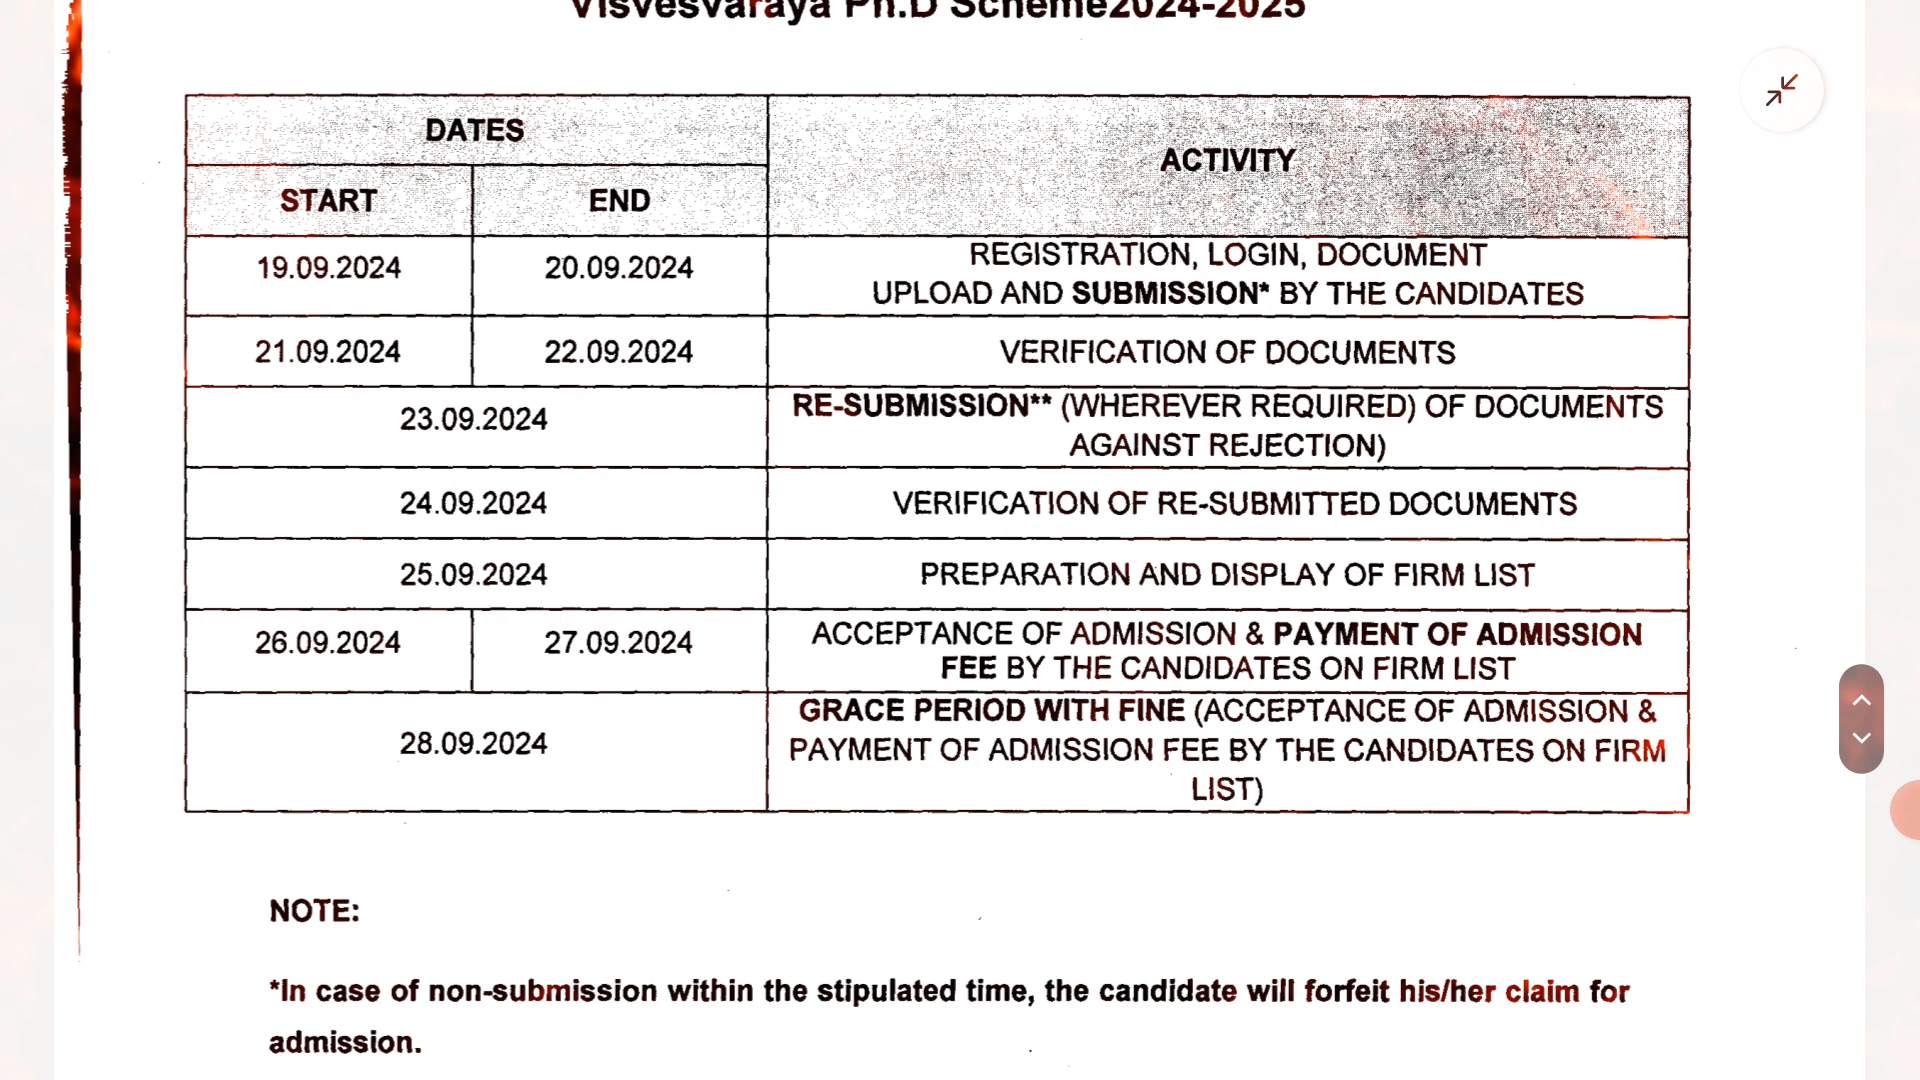 Visvesvaraya Ph.D Scheme2024-2025
DATES
ACTIVITY
START
END
19.09.2024
20.09.2024
REGISTRATION, LOGIN, DOCUMENT
UPLOAD AND SUBMISSION* BY THE CANDIDATES
21.09.2024
22.09.2024
VERIFICATION OF DOCUMENTS
23.09.2024
RE-SUBMISSION** (WHEREVER REQUIRED) OF DOCUMENTS
AGAINST REJECTION)
24.09.2024
VERIFICATION OF RE-SUBMITTED DOCUMENTS
25.09.2024
PREPARATION AND DISPLAY OF FIRM LIST
26.09.2024
27.09.2024
ACCEPTANCE OF ADMISSION & PAYMENT OF ADMISSION
FEE BY THE CANDIDATES ON FIRM LIST
28.09.2024
GRACE PERIOD WITH FINE (ACCEPTANCE OF ADMISSION &
PAYMENT OF ADMISSION FEE BY THE CANDIDATES ON FIRM
LIST)
NOTE:
*In case of non-submission within the stipulated time, the candidate will forfeit his/her claim for
admission.